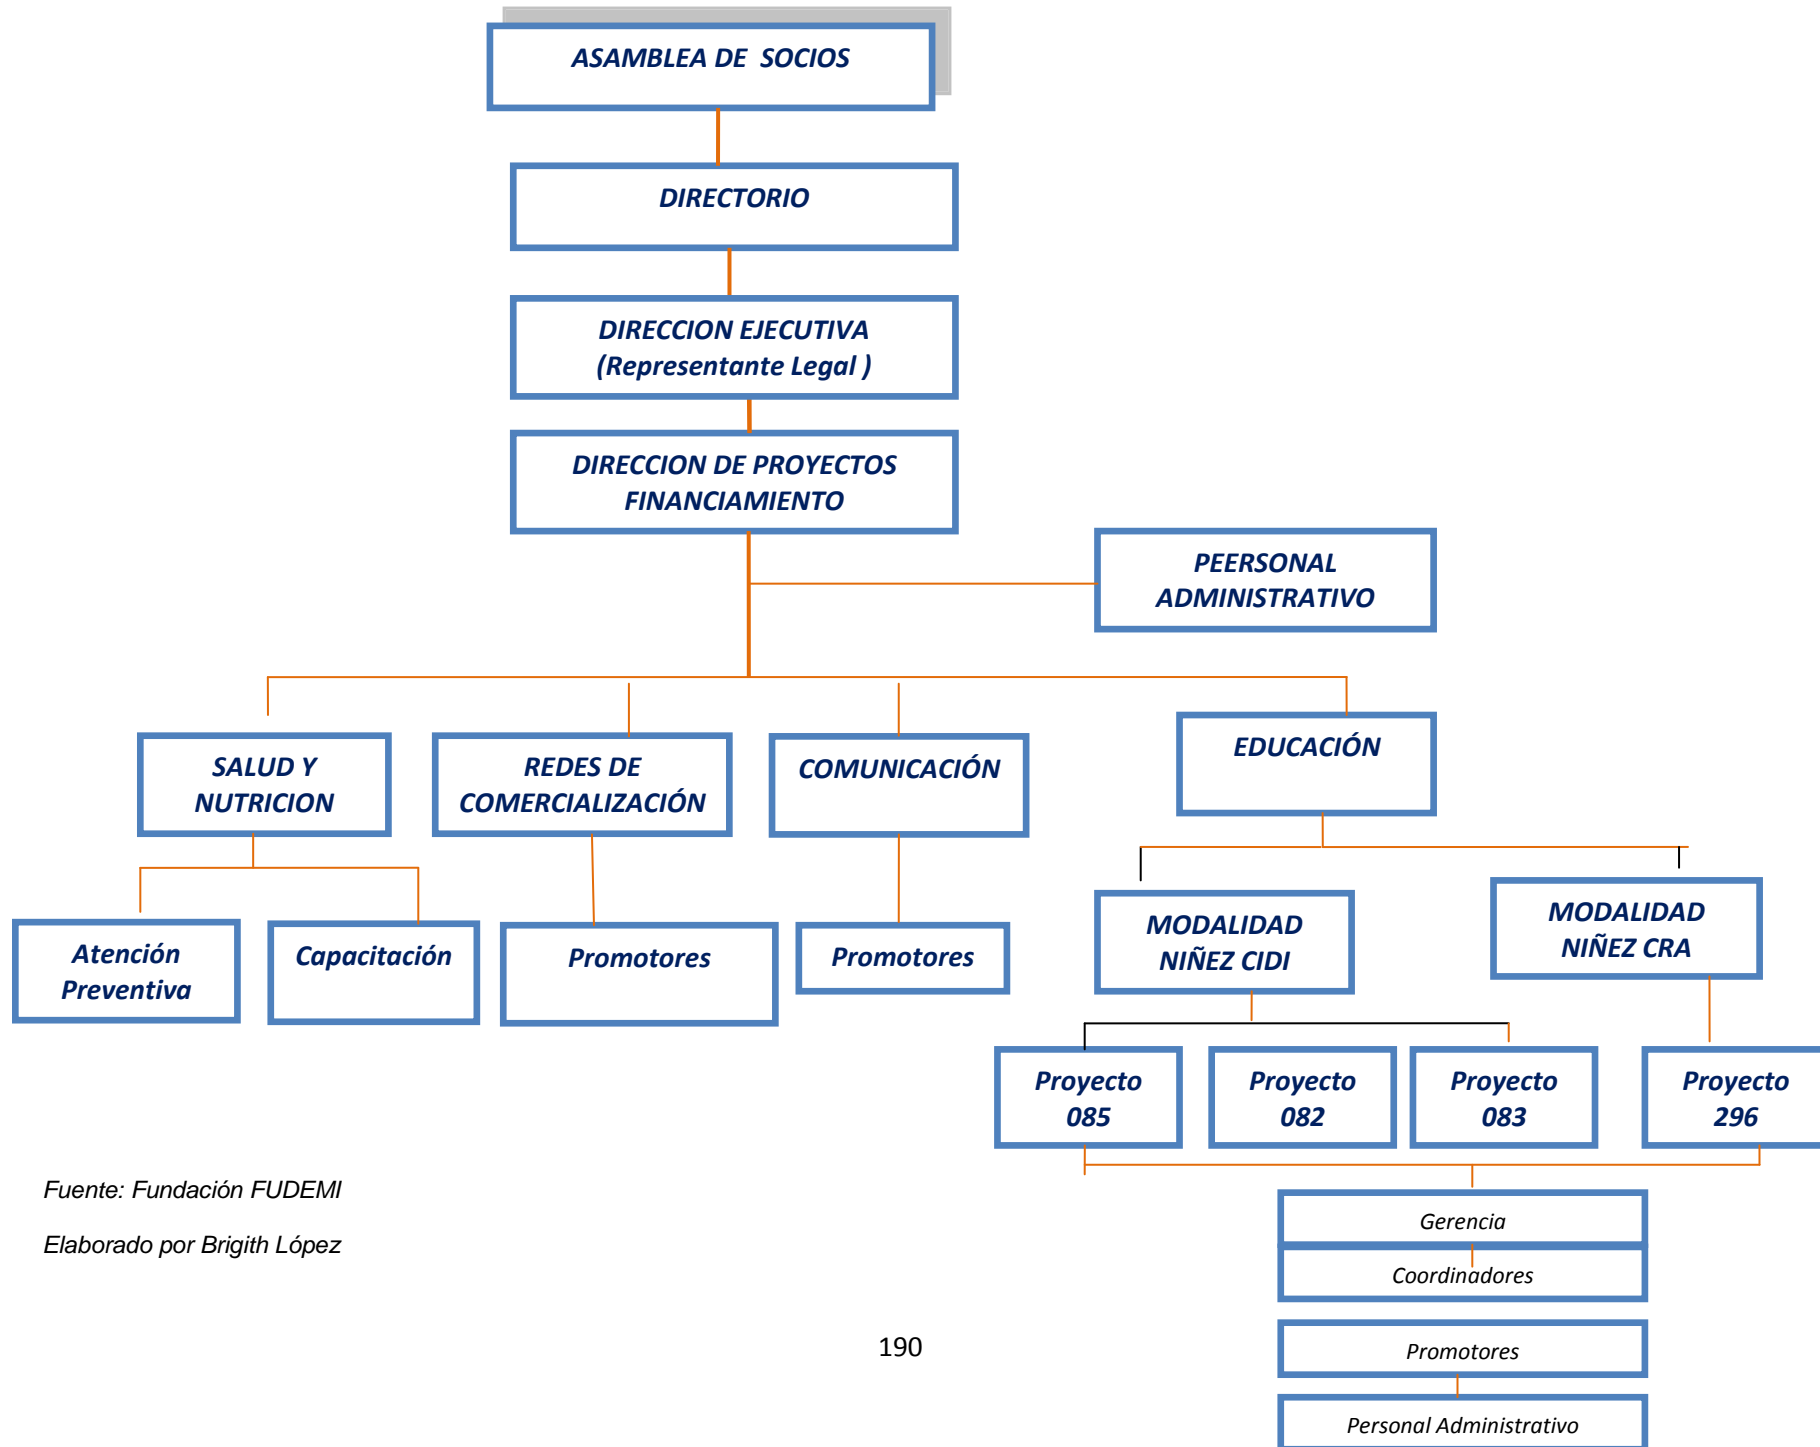 ASAMBLEA DE SOCIOS
DIRECTORIO
DIRECCION EJECUTIVA
(Representante Legal )
DIRECCION DE PROYECTOS
FINANCIAMIENTO
PEERSONAL
ADMINISTRATIVO
SALUD Y
NUTRICION
REDES DE
COMERCIALIZACIÓN
COMUNICACIÓN
EDUCACIÓN
Atención
Preventiva
Capacitación
Promotores
Promotores
MODALIDAD
NIÑEZ CIDI
MODALIDAD
NIÑEZ CRA
Proyecto
085
Proyecto
082
Proyecto
083
Proyecto
296
Gerencia
Coordinadores
Promotores
Personal Administrativo
Fuente: Fundación FUDEMI
Elaborado por Brigith López
190